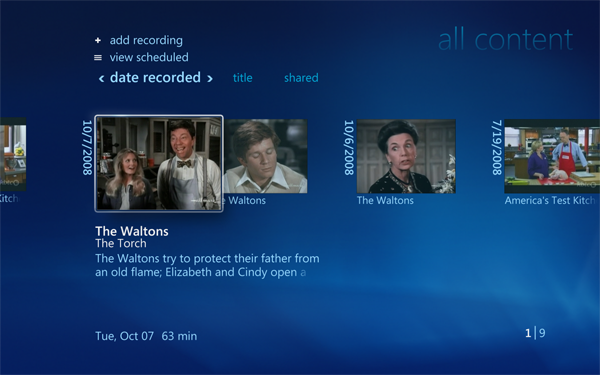 all content
+ add recording
≡ view scheduled
‹ date recorded › title shared
10/7/2008
10/6/2008
7/19/2008
Waltons
The Waltons
America's Test Kitch
The Waltons
The Torch
The Waltons try to protect their father from
an old flame; Elizabeth and Cindy open a
Tue, Oct 07 63 min
1|9